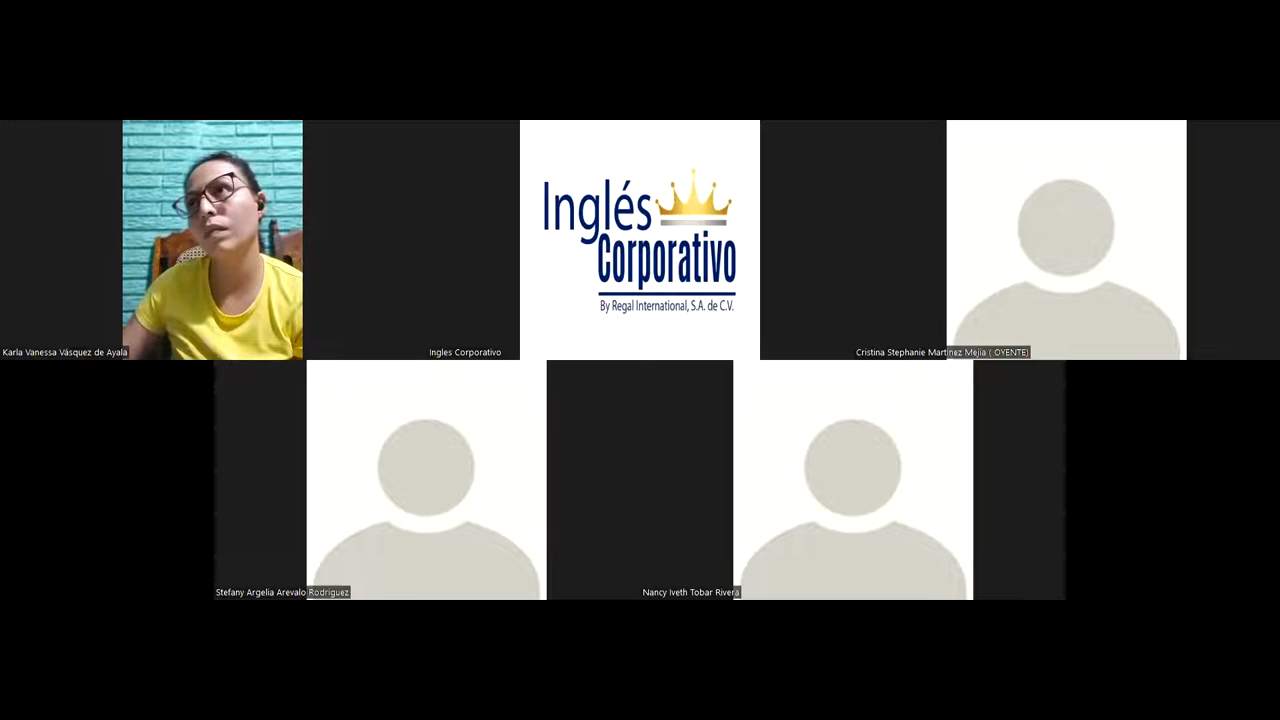 Inglés
Corporativo
By Regal International, S.A. de C.V.
Karla Vanessa Vásquez de Ayala
Ingles Corporativo
Cristina Stephanie Martinez Mejia ( OYENTE)
Stefany Argelia Arevalo Rodriguez
Nancy Iveth Tobar Rivera